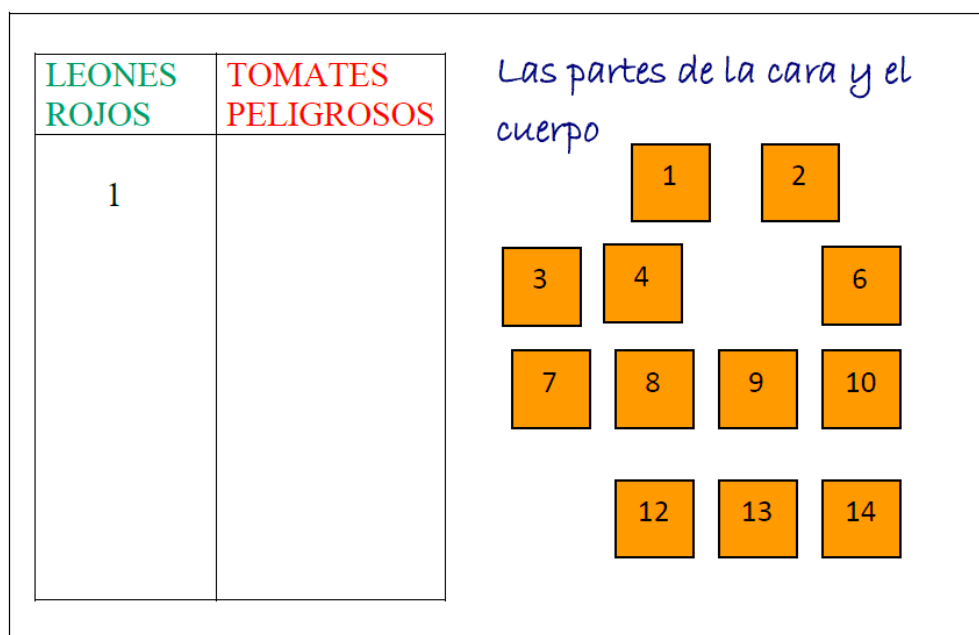 LEONES
ROJOS
TOMATES
PELIGROSOS
1
Las partes de la cara y el
cuerpo
1 2
3 4 6
7 8 9 10
12 13 14